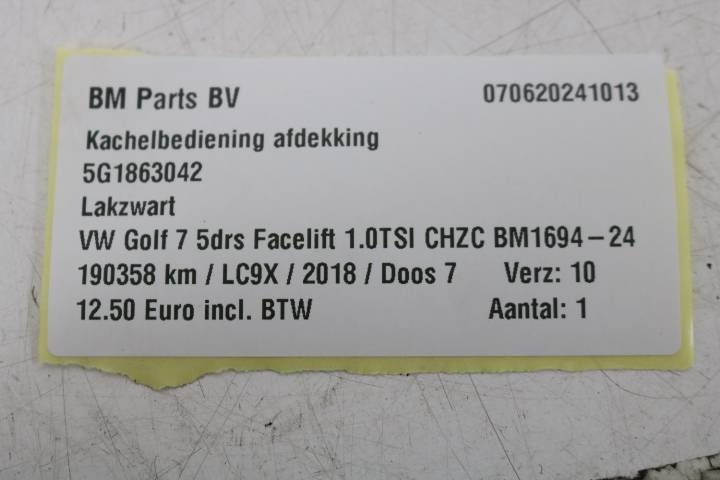 BM Parts BV 070620241013
Kachelbediening afdekking
5G1863042
Lakzwart
VW Golf 7 5drs Facelift 1.0TSI CHZC BM1694-24
190358 km / LC9X / 2018 / Doos 7 Verz: 10
12.50 Euro incl. BTW Aantal: 1